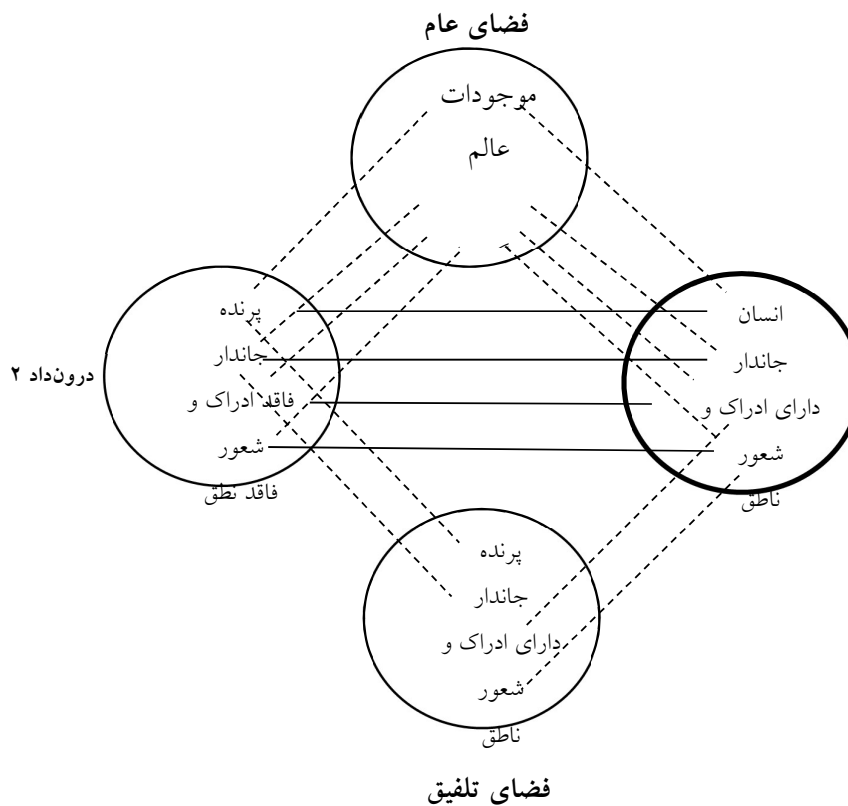 فضای عام
موجودات
عالم
انسان
جاندار
دارای ادراک و
شعور
ناطق
درون‌داد ۲
پرنده
جاندار
فاقد ادراک و
شعور
فاقد نطق
پرنده
جاندار
دارای ادراک و
شعور
ناطق
فضای تلفیق